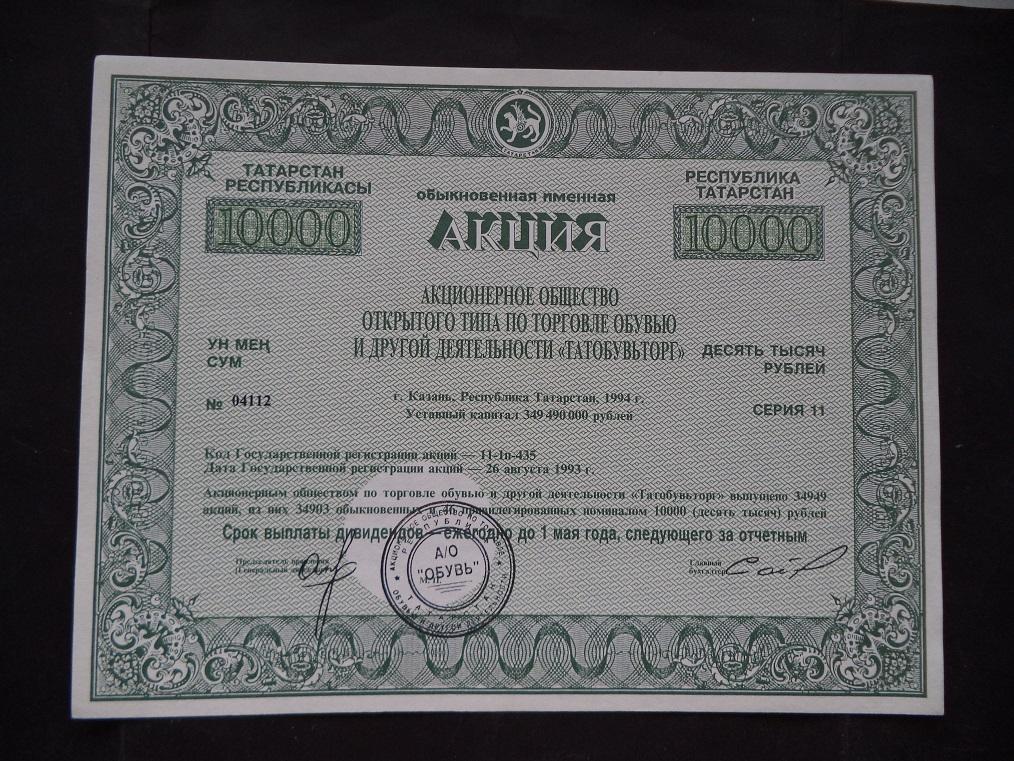 ТАТАРСТАН
ТАТАРСТАН
РЕСПУБЛИКАСЫ
10000
обыкновенная именная
АКЦИЯ
РЕСПУБЛИКА
ТАТАРСТАН
10000
АКЦИОНЕРНОЕ ОБЩЕСТВО
ОТКРЫТОГО ТИПА ПО ТОРГОВЛЕ ОБУВЬЮ
И ДРУГОЙ ДЕЯТЕЛЬНОСТИ «ТАТОБУВЬТОРГ»
УН МЕҢ
СУМ
ДЕСЯТЬ ТЫСЯЧ
РУБЛЕЙ
№ 04112
г. Казань, Республика Татарстан, 1994 г.
Уставный капитал 349 490 000 рублей
СЕРИЯ 11
Код Государственной регистрации акций — 11-1п-435
Дата Государственной регистрации акций — 26 августа 1993 г.
Акционерным обществом по торговле обувью и другой деятельности «Татобувьторг» выпущено 34949
акций, из них 34903 обыкновенных и привилегированных номиналом 10000 (десять тысяч) рублей
Срок выплаты дивидендов — ежегодно до 1 мая года, следующего за отчетным
Председатель правления
(Генеральный
Главный
бухгалтер
А/О
"ОБУВЬ"